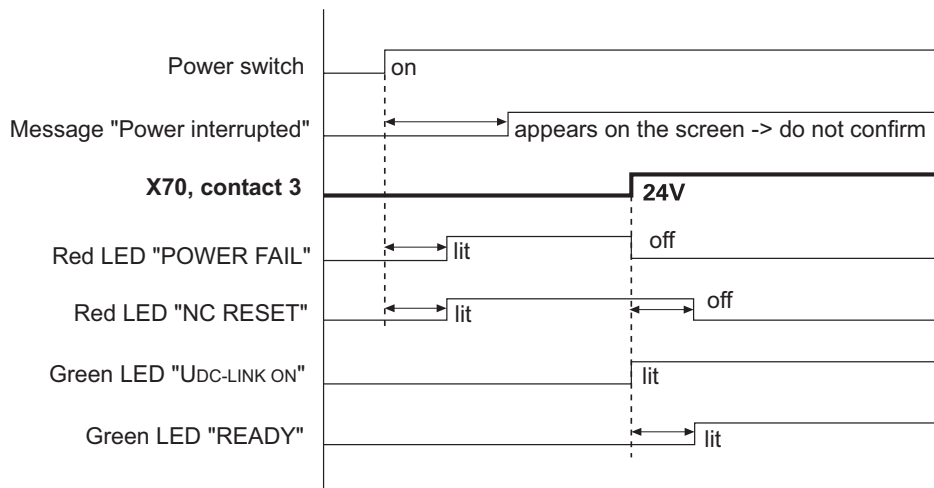 Power switch
on
Message "Power interrupted"
appears on the screen -> do not confirm
X70, contact 3
24V
Red LED "POWER FAIL"
lit
off
Red LED "NC RESET"
lit
off
Green LED "UDC-LINK ON"
lit
Green LED "READY"
lit